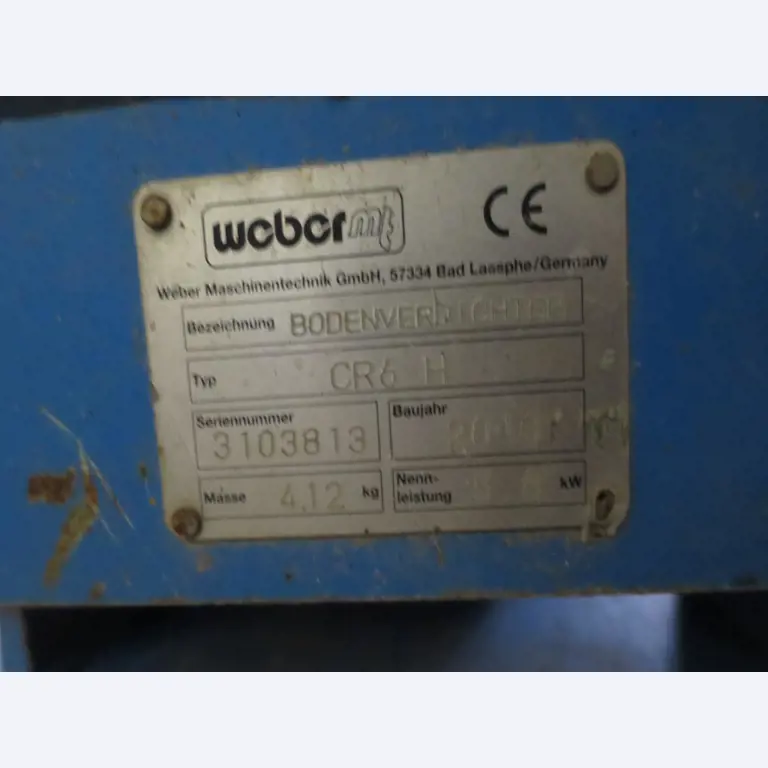 weber mt
CE
Weber Maschinentechnik GmbH, 57334 Bad Laasphe/Germany
Bezeichnung BODENVERDICHTER
Typ CR6 H
Seriennummer 3103813 Baujahr
Masse 412 kg Nenn-leistung kW